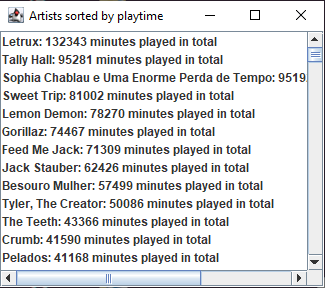 Artists sorted by playtime
Letrux: 132343 minutes played in total
Tally Hall: 95281 minutes played in total
Sophia Chablau e Uma Enorme Perda de Tempo: 9519
Sweet Trip: 81002 minutes played in total
Lemon Demon: 78270 minutes played in total
Gorillaz: 74467 minutes played in total
Feed Me Jack: 71309 minutes played in total
Jack Stauber: 62426 minutes played in total
Besouro Mulher: 57499 minutes played in total
Tyler, The Creator: 50086 minutes played in total
The Teeth: 43366 minutes played in total
Crumb: 41590 minutes played in total
Pelados: 41168 minutes played in total